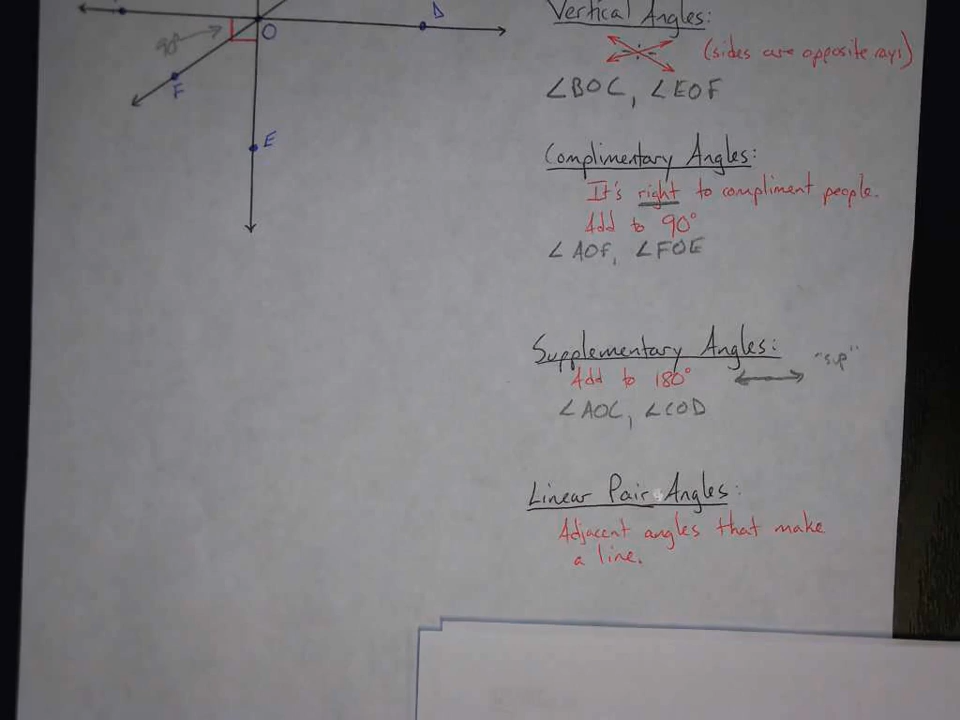 D
O
90°
F
E
Vertical Angles:
(sides are opposite rays)
∠BOC, ∠EOF
Complimentary Angles:
It's right to compliment people.
Add to 90°
∠AOF, ∠FOE
Supplementary Angles:
Add to 180°
"sup"
∠AOC, ∠COD
Linear Pair Angles:
Adjacent angles that make
a line.